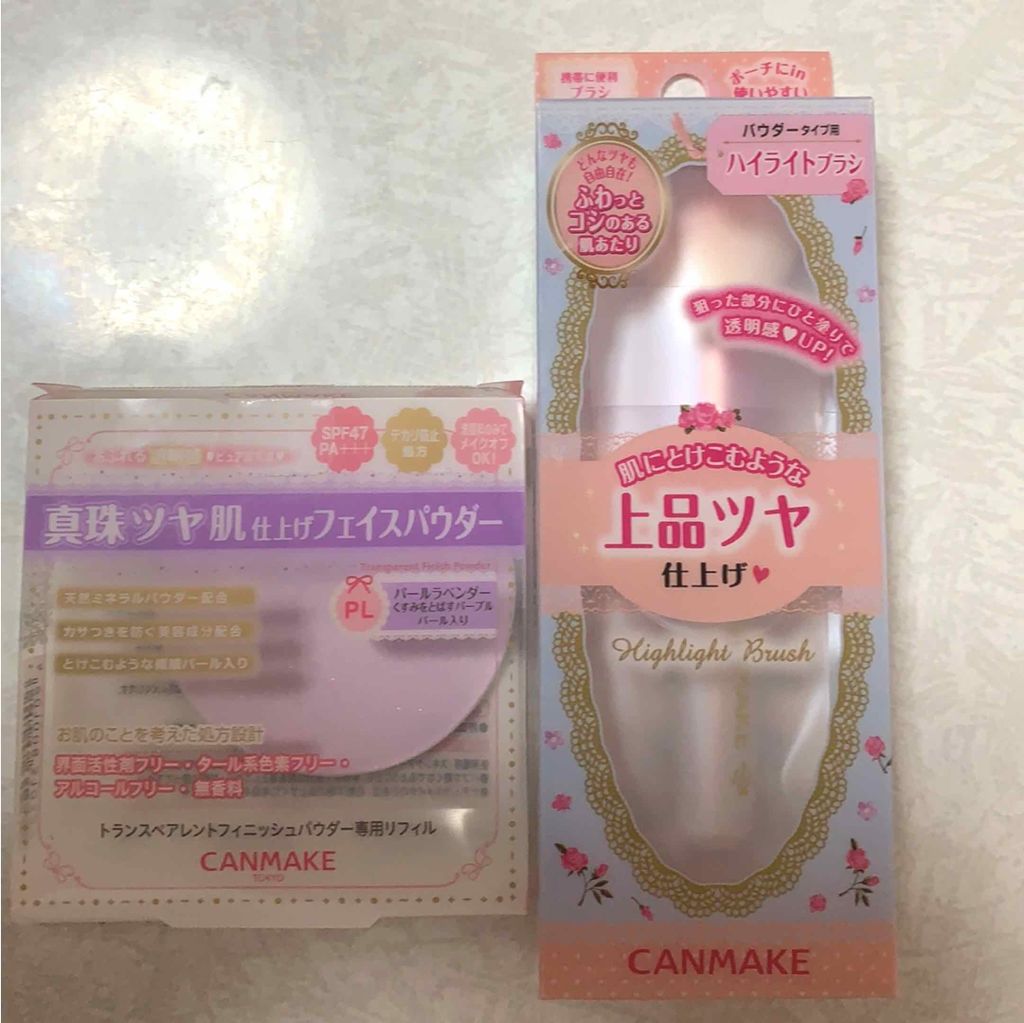 SPF47
PA+++
テカリ防止
処方
洗顔料のみで
メイクオフ
OK!
真珠ツヤ肌仕上げフェイスパウダー
Transparent Finish Powder
PL
パールラベンダー
くすみをとばすパープル
パール入り
天然ミネラルパウダー配合
カサつきを防ぐ美容成分配合
とけこむような繊細パール入り
お肌のことを考えた処方設計
界面活性剤フリー・タール系色素フリー・
アルコールフリー・無香料
トランスペアレントフィニッシュパウダー専用リフィル
CANMAKE
TOKYO
携帯に便利
ブラシ
ポーチにin
使いやすい
パウダータイプ用
ハイライトブラシ
どんなツヤも
自由自在!
ふわっと
コシのある
肌あたり
狙った部分にひと塗りで
透明感♥UP!
肌にとけこむような
上品ツヤ
仕上げ♥
Highlight Brush
CANMAKE